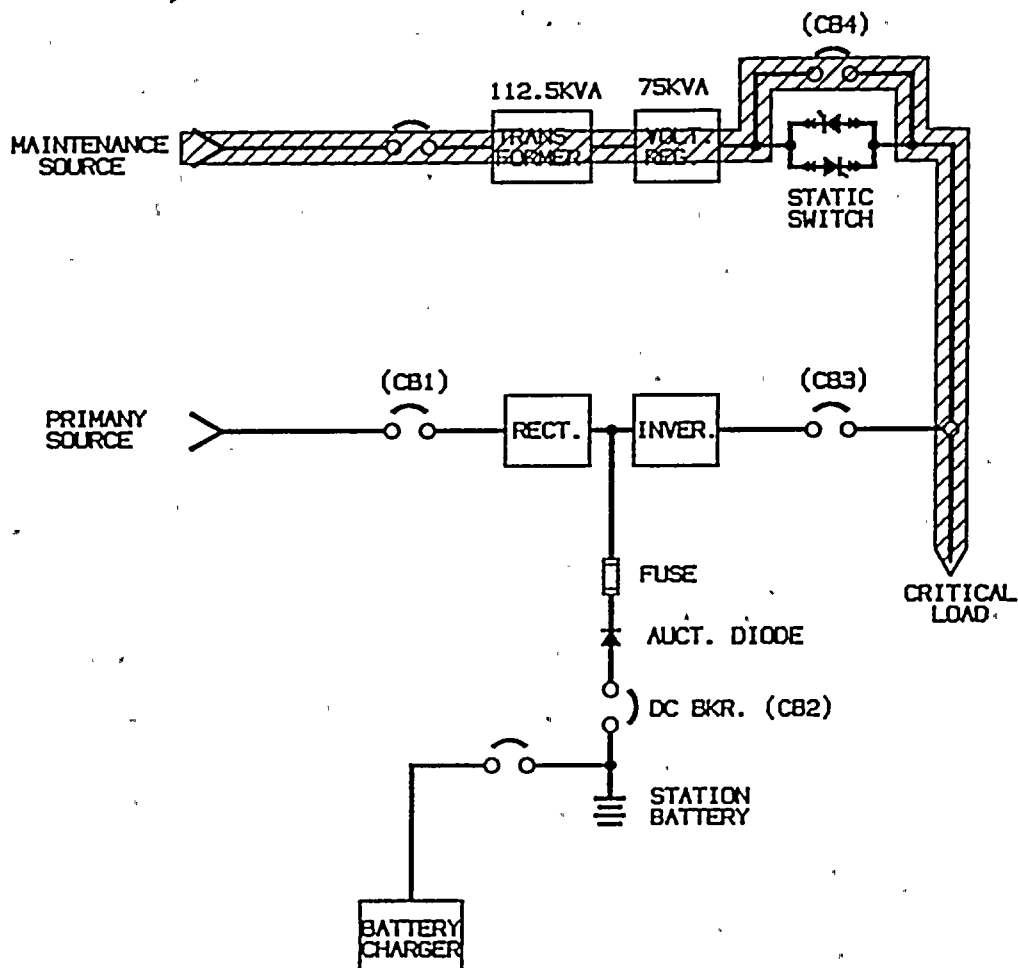 (CB4)
112.5KVA
75KVA
MAINTENANCE
SOURCE
TRANS
FORMER
VOLT.
REG.
STATIC
SWITCH
(CB1)
(CB3)
PRIMANY
SOURCE
RECT.
INVER.
FUSE
CRITICAL
LOAD
AUCT. DIODE
DC BKR. (CB2)
STATION
BATTERY
BATTERY
CHARGER